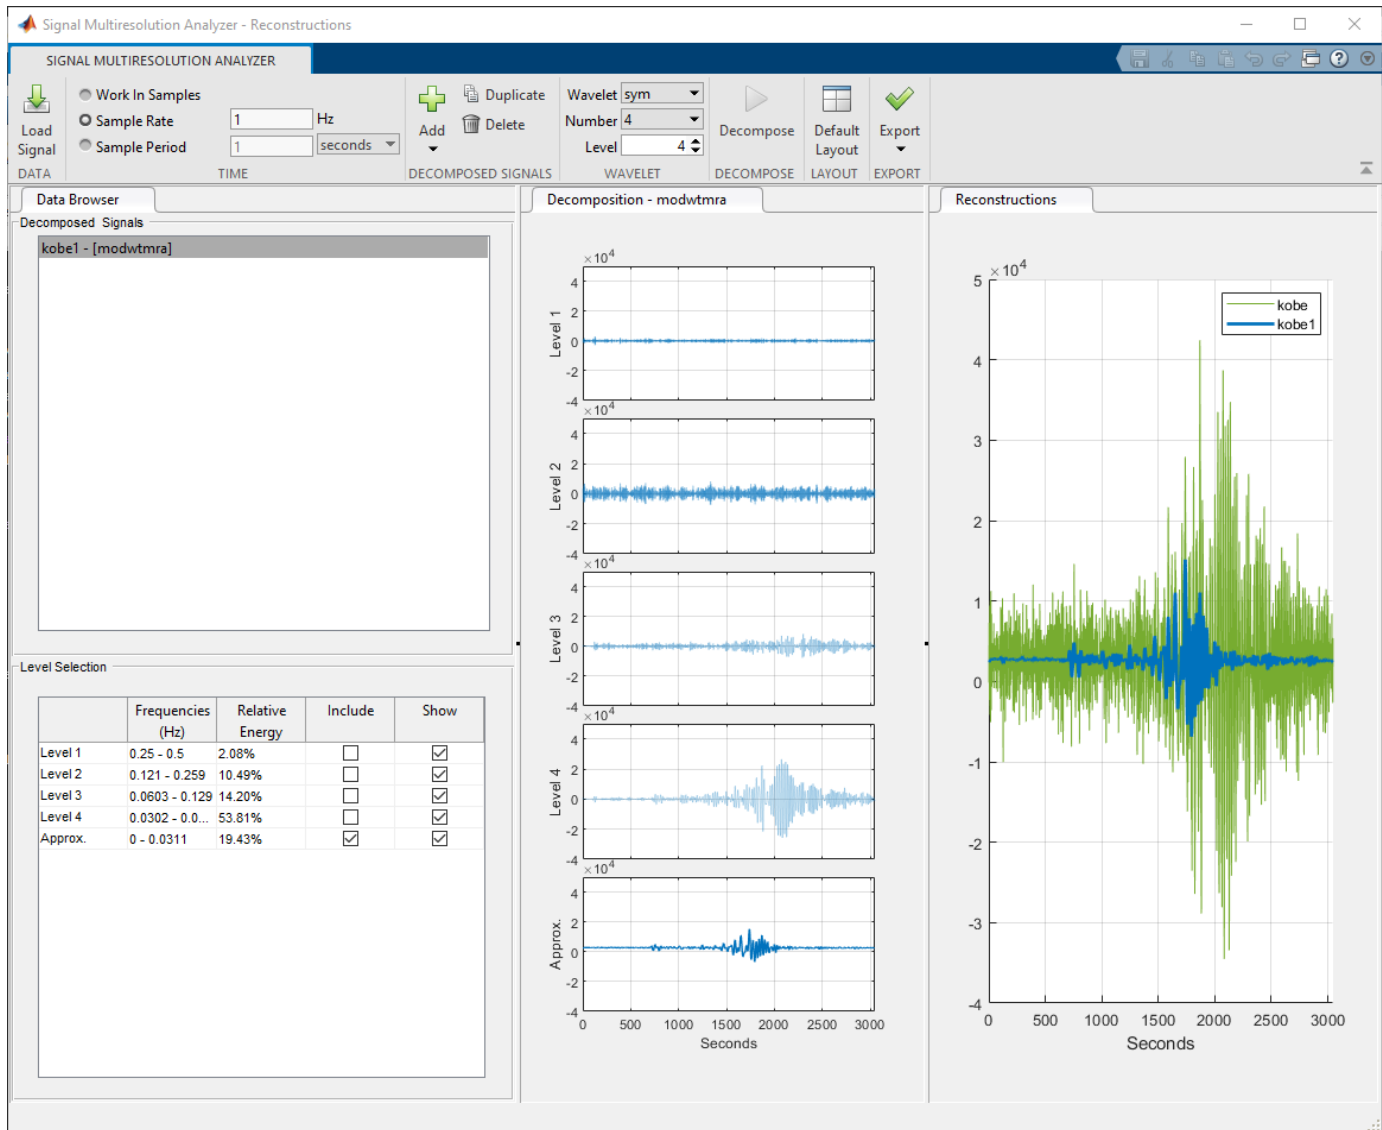 Signal Multiresolution Analyzer - Reconstructions
SIGNAL MULTIRESOLUTION ANALYZER
Load Signal
DATA
Work In Samples
Sample Rate 1 Hz
Sample Period 1 seconds
TIME
Add
Duplicate
Delete
DECOMPOSED SIGNALS
Wavelet sym
Number 4
Level 4
WAVELET
Decompose
DECOMPOSE
Default Layout
LAYOUT
Export
EXPORT
Data Browser
Decomposed Signals
kobe1 - [modwtmra]
Level Selection
Frequencies (Hz) Relative Energy Include Show
Level 1 0.25 - 0.5 2.08%
Level 2 0.121 - 0.259 10.49%
Level 3 0.0603 - 0.129 14.20%
Level 4 0.0302 - 0.0... 53.81%
Approx. 0 - 0.0311 19.43%
Decomposition - modwtmra
×10^4
4
2
0
-2
-4
Level 1
×10^4
4
2
0
-2
-4
Level 2
×10^4
4
2
0
-2
-4
Level 3
×10^4
4
2
0
-2
-4
Level 4
×10^4
4
2
0
-2
-4
Approx.
0 500 1000 1500 2000 2500 3000
Seconds
Reconstructions
×10^4
5
4
3
2
1
0
-1
-2
-3
-4
kobe
kobe1
0 500 1000 1500 2000 2500 3000
Seconds